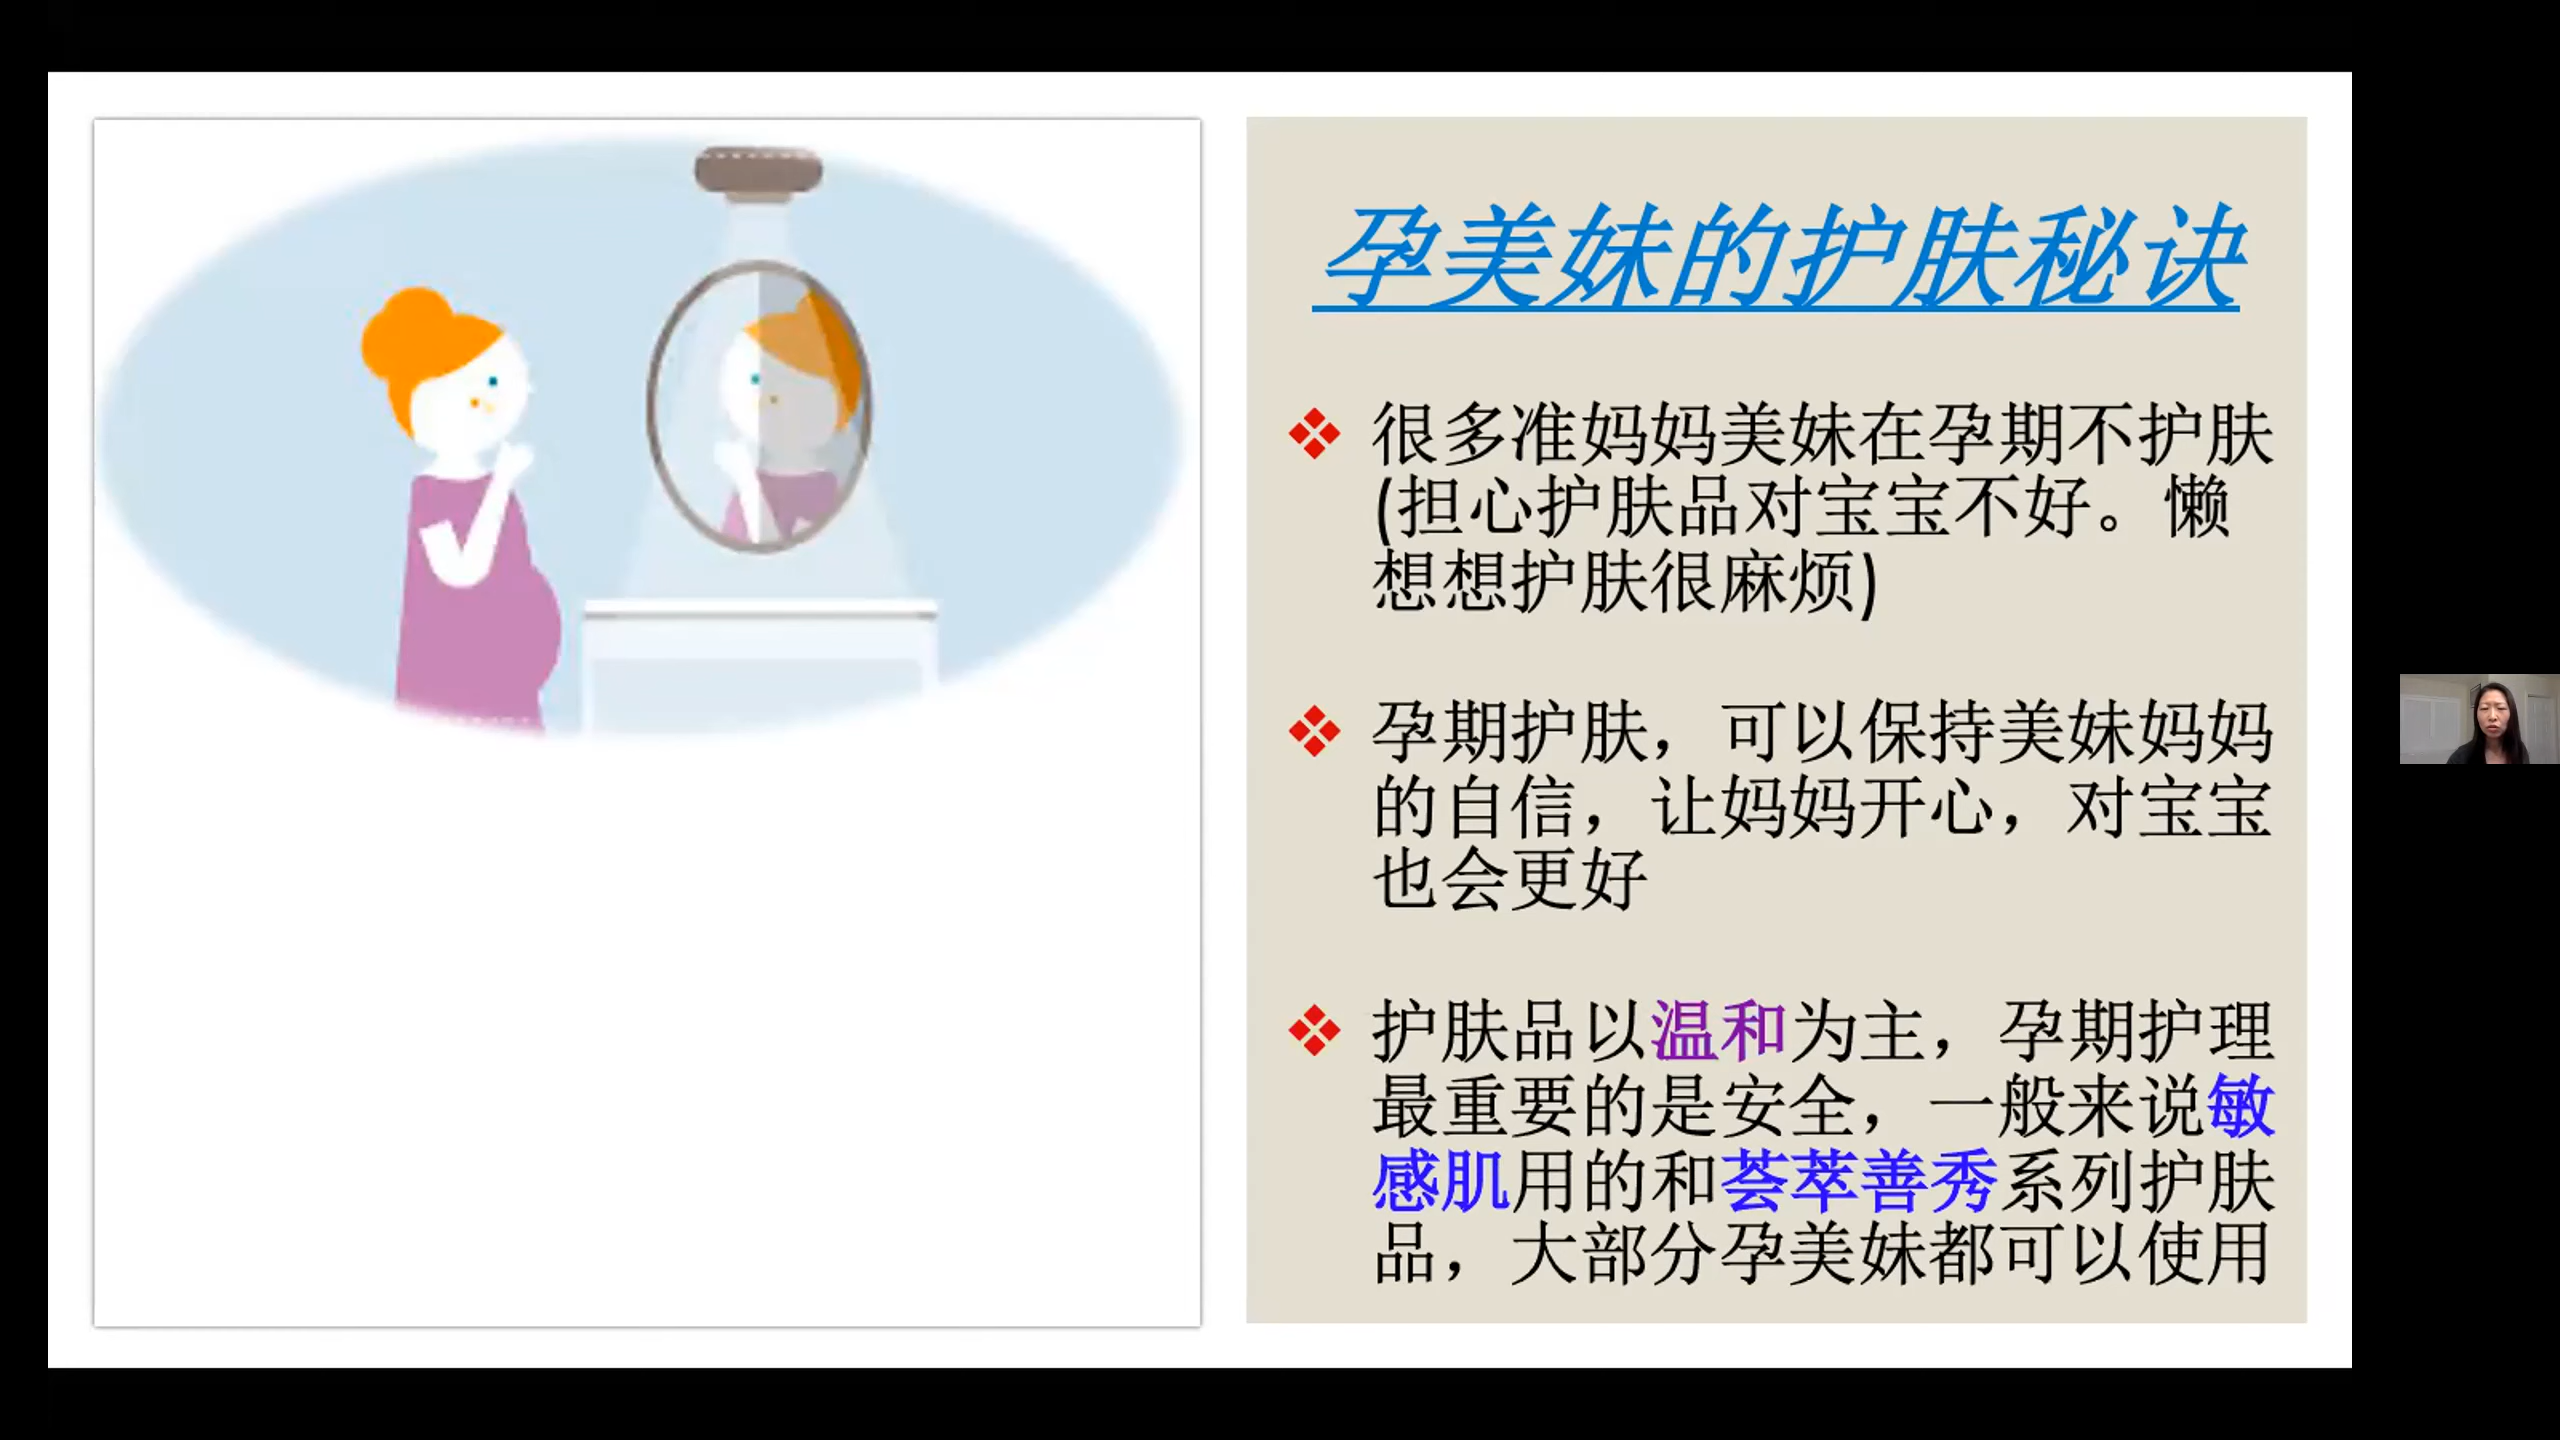 孕美妹的护肤秘诀
很多准妈妈美妹在孕期不护肤
(担心护肤品对宝宝不好。懒
想想护肤很麻烦)
孕期护肤，可以保持美妹妈妈
的自信，让妈妈开心，对宝宝
也会更好
护肤品以温和为主，孕期护理
最重要的是安全，一般来说敏
感肌用的和荟萃善秀系列护肤
品，大部分孕美妹都可以使用